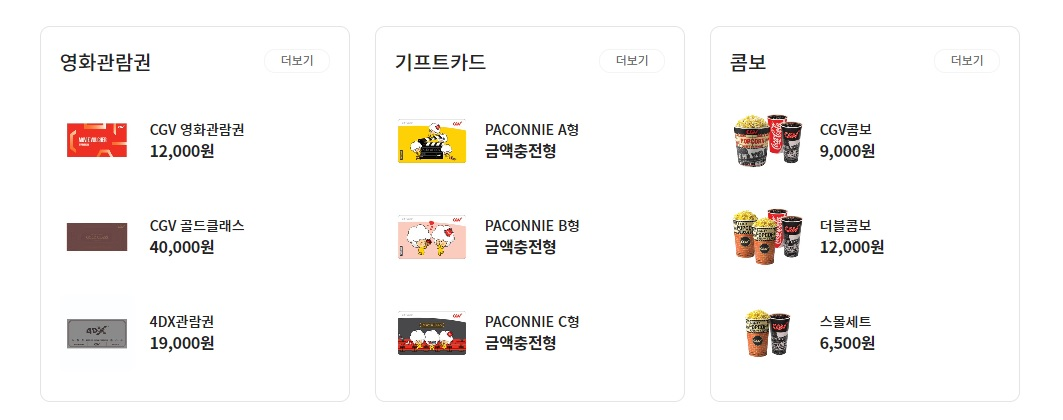 영화관람권
더보기
CGV 영화관람권
12,000원
CGV 골드클래스
40,000원
4DX
4DX관람권
19,000원
기프트카드
더보기
PACONNIE A형
금액충전형
PACONNIE B형
금액충전형
PACONNIE C형
금액충전형
콤보
더보기
CGV콤보
9,000원
더블콤보
12,000원
스몰세트
6,500원